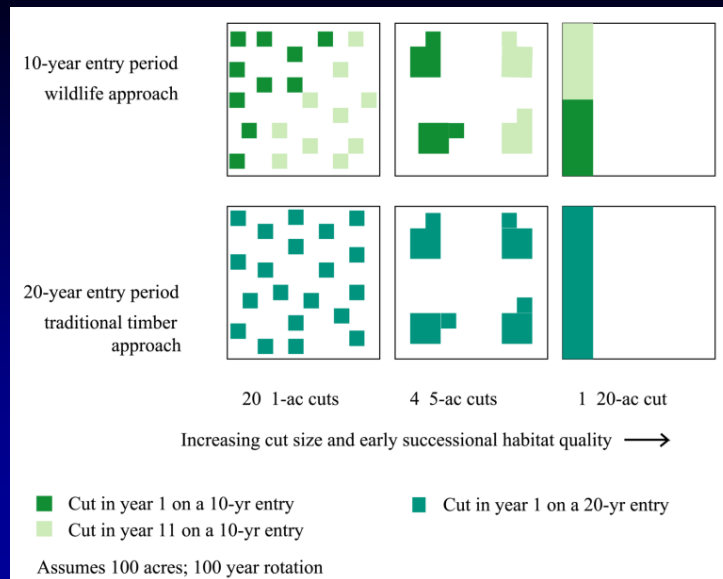 10-year entry period
wildlife approach
20-year entry period
traditional timber
approach
20 1-ac cuts
4 5-ac cuts
1 20-ac cut
Increasing cut size and early successional habitat quality →
Cut in year 1 on a 10-yr entry
Cut in year 11 on a 10-yr entry
Cut in year 1 on a 20-yr entry
Assumes 100 acres; 100 year rotation